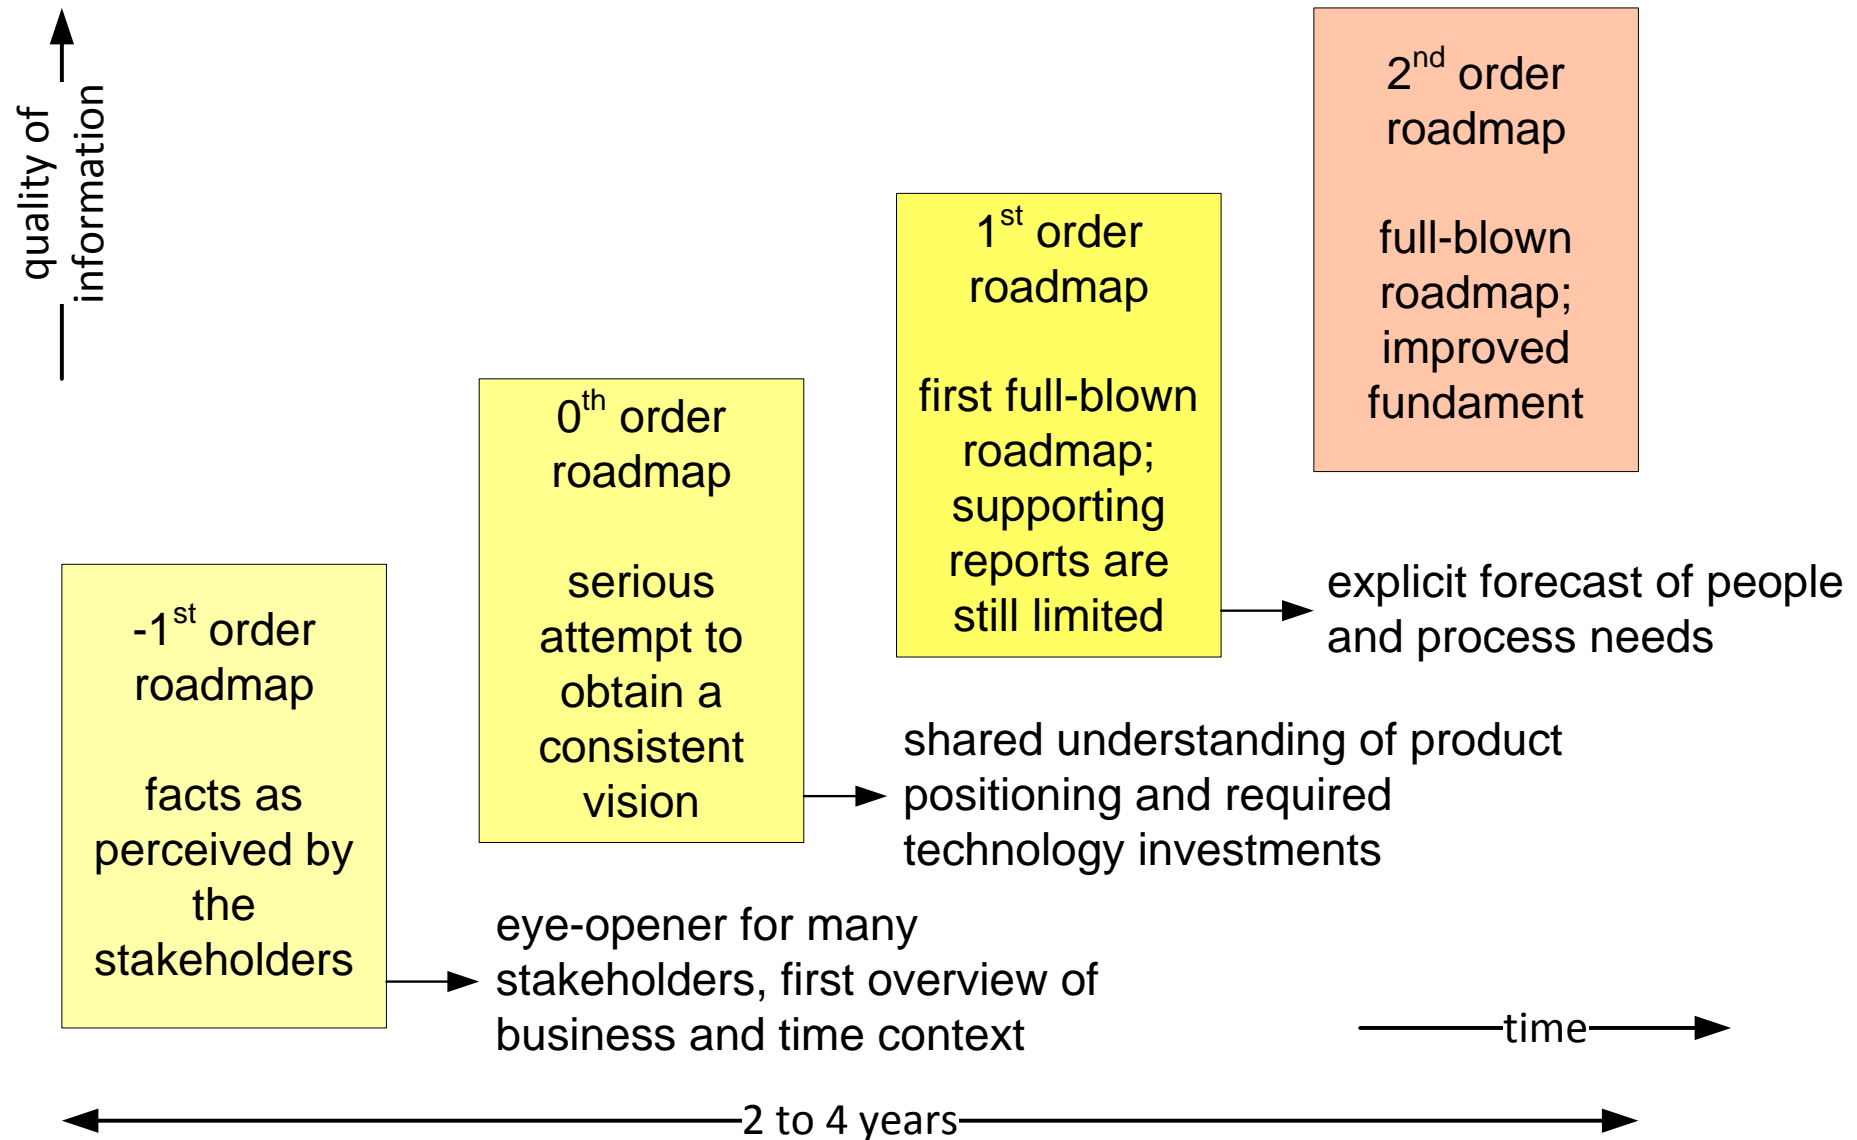 quality of
information
-1st order
roadmap
facts as
perceived by
the
stakeholders
eye-opener for many
stakeholders, first overview of
business and time context
0th order
roadmap
serious
attempt to
obtain a
consistent
vision
shared understanding of product
positioning and required
technology investments
1st order
roadmap
first full-blown
roadmap;
supporting
reports are
still limited
explicit forecast of people
and process needs
2nd order
roadmap
full-blown
roadmap;
improved
fundament
time
2 to 4 years